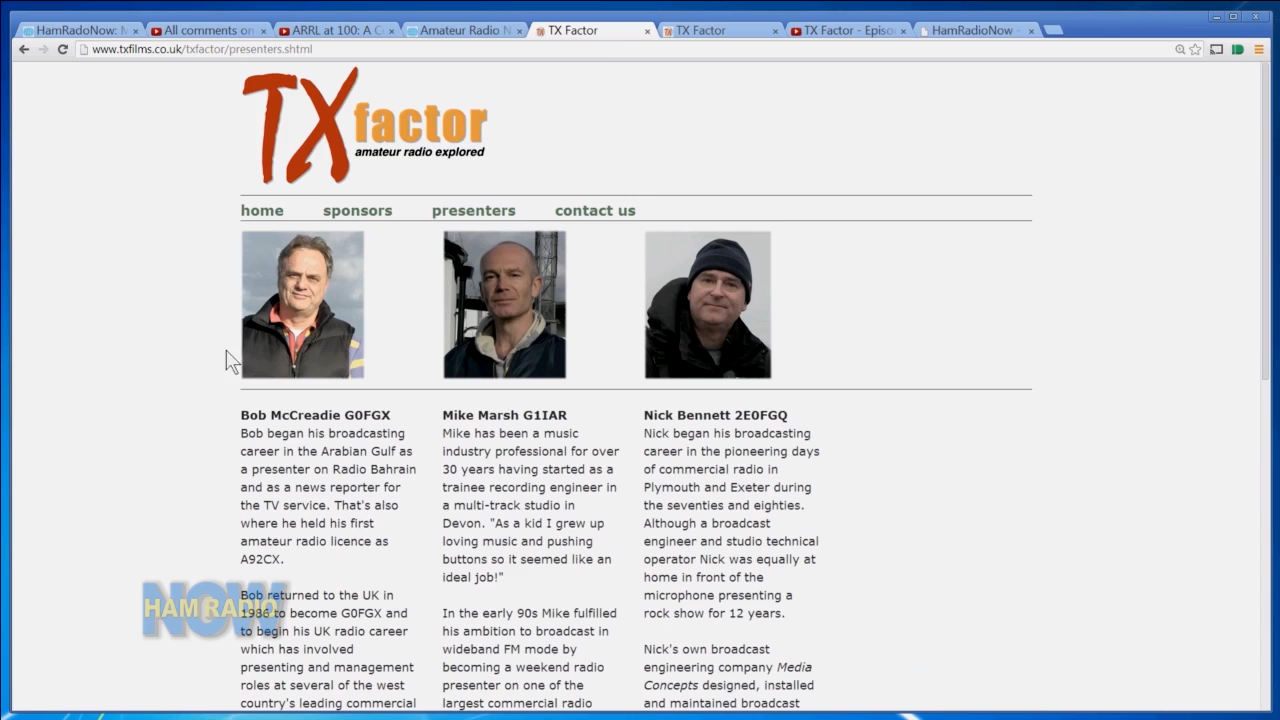 HamRadoNow: M
All comments on
ARRL at 100: A C
Amateur Radio N
TX Factor
TX Factor
TX Factor - Episo
HamRadioNow -
www.txfilms.co.uk/txfactor/presenters.shtml
TX factor
amateur radio explored
home sponsors presenters contact us
Bob McCreadie G0FGX
Bob began his broadcasting
career in the Arabian Gulf as
a presenter on Radio Bahrain
and as a news reporter for
the TV service. That's also
where he held his first
amateur radio licence as
A92CX.
Bob returned to the UK in
1986 to become G0FGX and
to begin his UK radio career
which has involved
presenting and management
roles at several of the west
country's leading commercial
Mike Marsh G1IAR
Mike has been a music
industry professional for over
30 years having started as a
trainee recording engineer in
a multi-track studio in
Devon. "As a kid I grew up
loving music and pushing
buttons so it seemed like an
ideal job!"
In the early 90s Mike fulfilled
his ambition to broadcast in
wideband FM mode by
becoming a weekend radio
presenter on one of the
largest commercial radio
Nick Bennett 2E0FGQ
Nick began his broadcasting
career in the pioneering days
of commercial radio in
Plymouth and Exeter during
the seventies and eighties.
Although a broadcast
engineer and studio technical
operator Nick was equally at
home in front of the
microphone presenting a
rock show for 12 years.
Nick's own broadcast
engineering company Media
Concepts designed, installed
and maintained broadcast
HAM RADIO
NOW